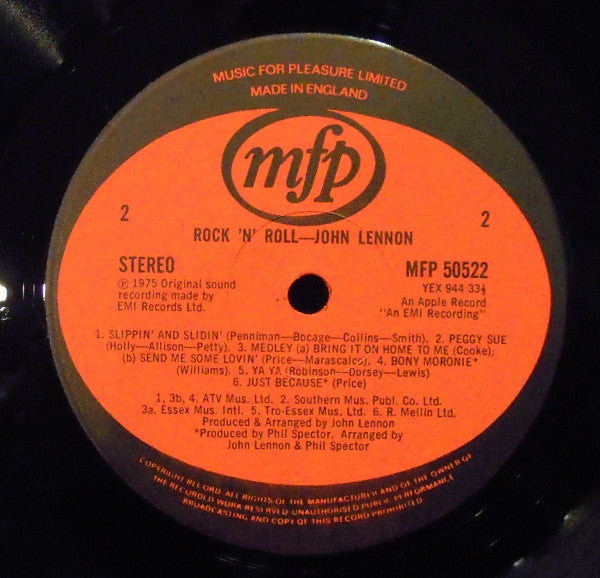 MUSIC FOR PLEASURE LIMITED
MADE IN ENGLAND
mfp
2 2
ROCK 'N' ROLL—JOHN LENNON
STEREO MFP 50522
℗ 1975 Original sound YEX 944 33⅓
recording made by An Apple Record
EMI Records Ltd. "An EMI Recording"
1. SLIPPIN' AND SLIDIN' (Penniman—Bocage—Collins—Smith). 2. PEGGY SUE
(Holly—Allison—Petty). 3. MEDLEY (a) BRING IT ON HOME TO ME (Cooke);
(b) SEND ME SOME LOVIN' (Price—Marascalco). 4. BONY MORONIE*
(Williams). 5. YA YA (Robinson—Dorsey—Lewis)
6. JUST BECAUSE* (Price)
1, 3b, 4. ATV Mus. Ltd. 2. Southern Mus. Publ. Co. Ltd.
3a. Essex Mus. Intl. 5. Tro-Essex Mus. Ltd. 6. R. Mellin Ltd.
Produced & Arranged by John Lennon
*Produced by Phil Spector. Arranged by
John Lennon & Phil Spector
COPYRIGHT RECORD. ALL RIGHTS OF THE MANUFACTURER AND OF THE OWNER OF
THE RECORDED WORK RESERVED UNAUTHORISED PUBLIC PERFORMANCE
BROADCASTING AND COPY OF THIS RECORD PROHIBITED